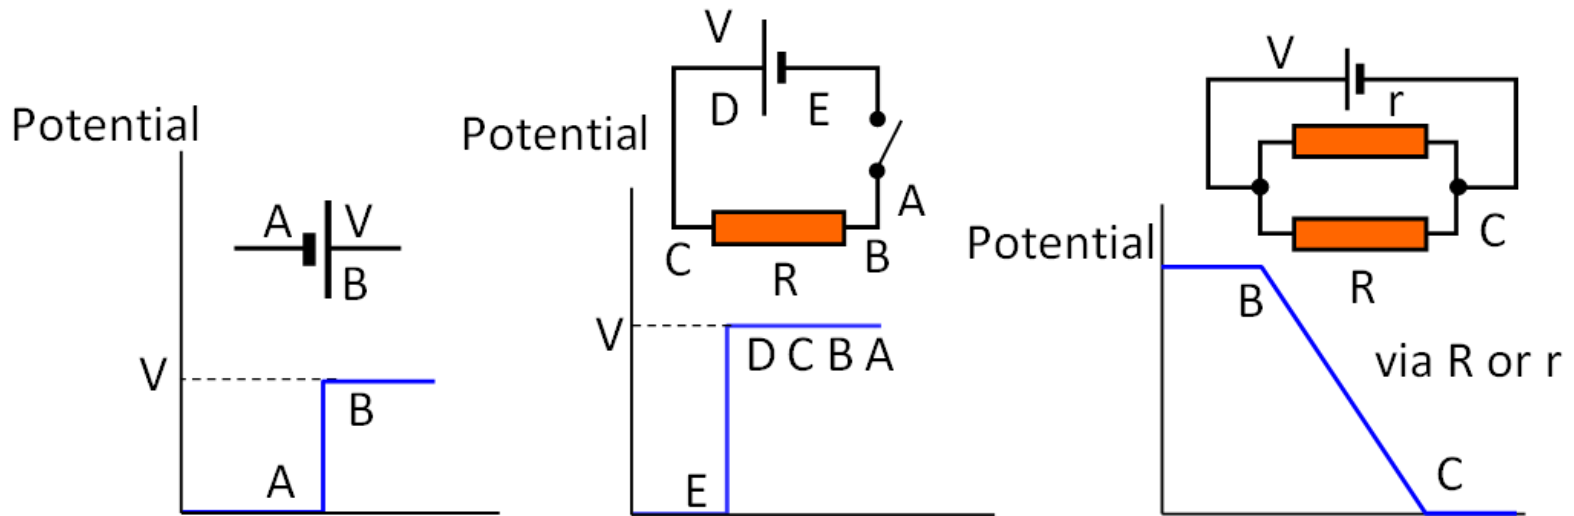 Potential
A V
B
V
B
A
V
D E
Potential
A
C B
R
V
D C B A
E
V
r
Potential
C
R
B
via R or r
C